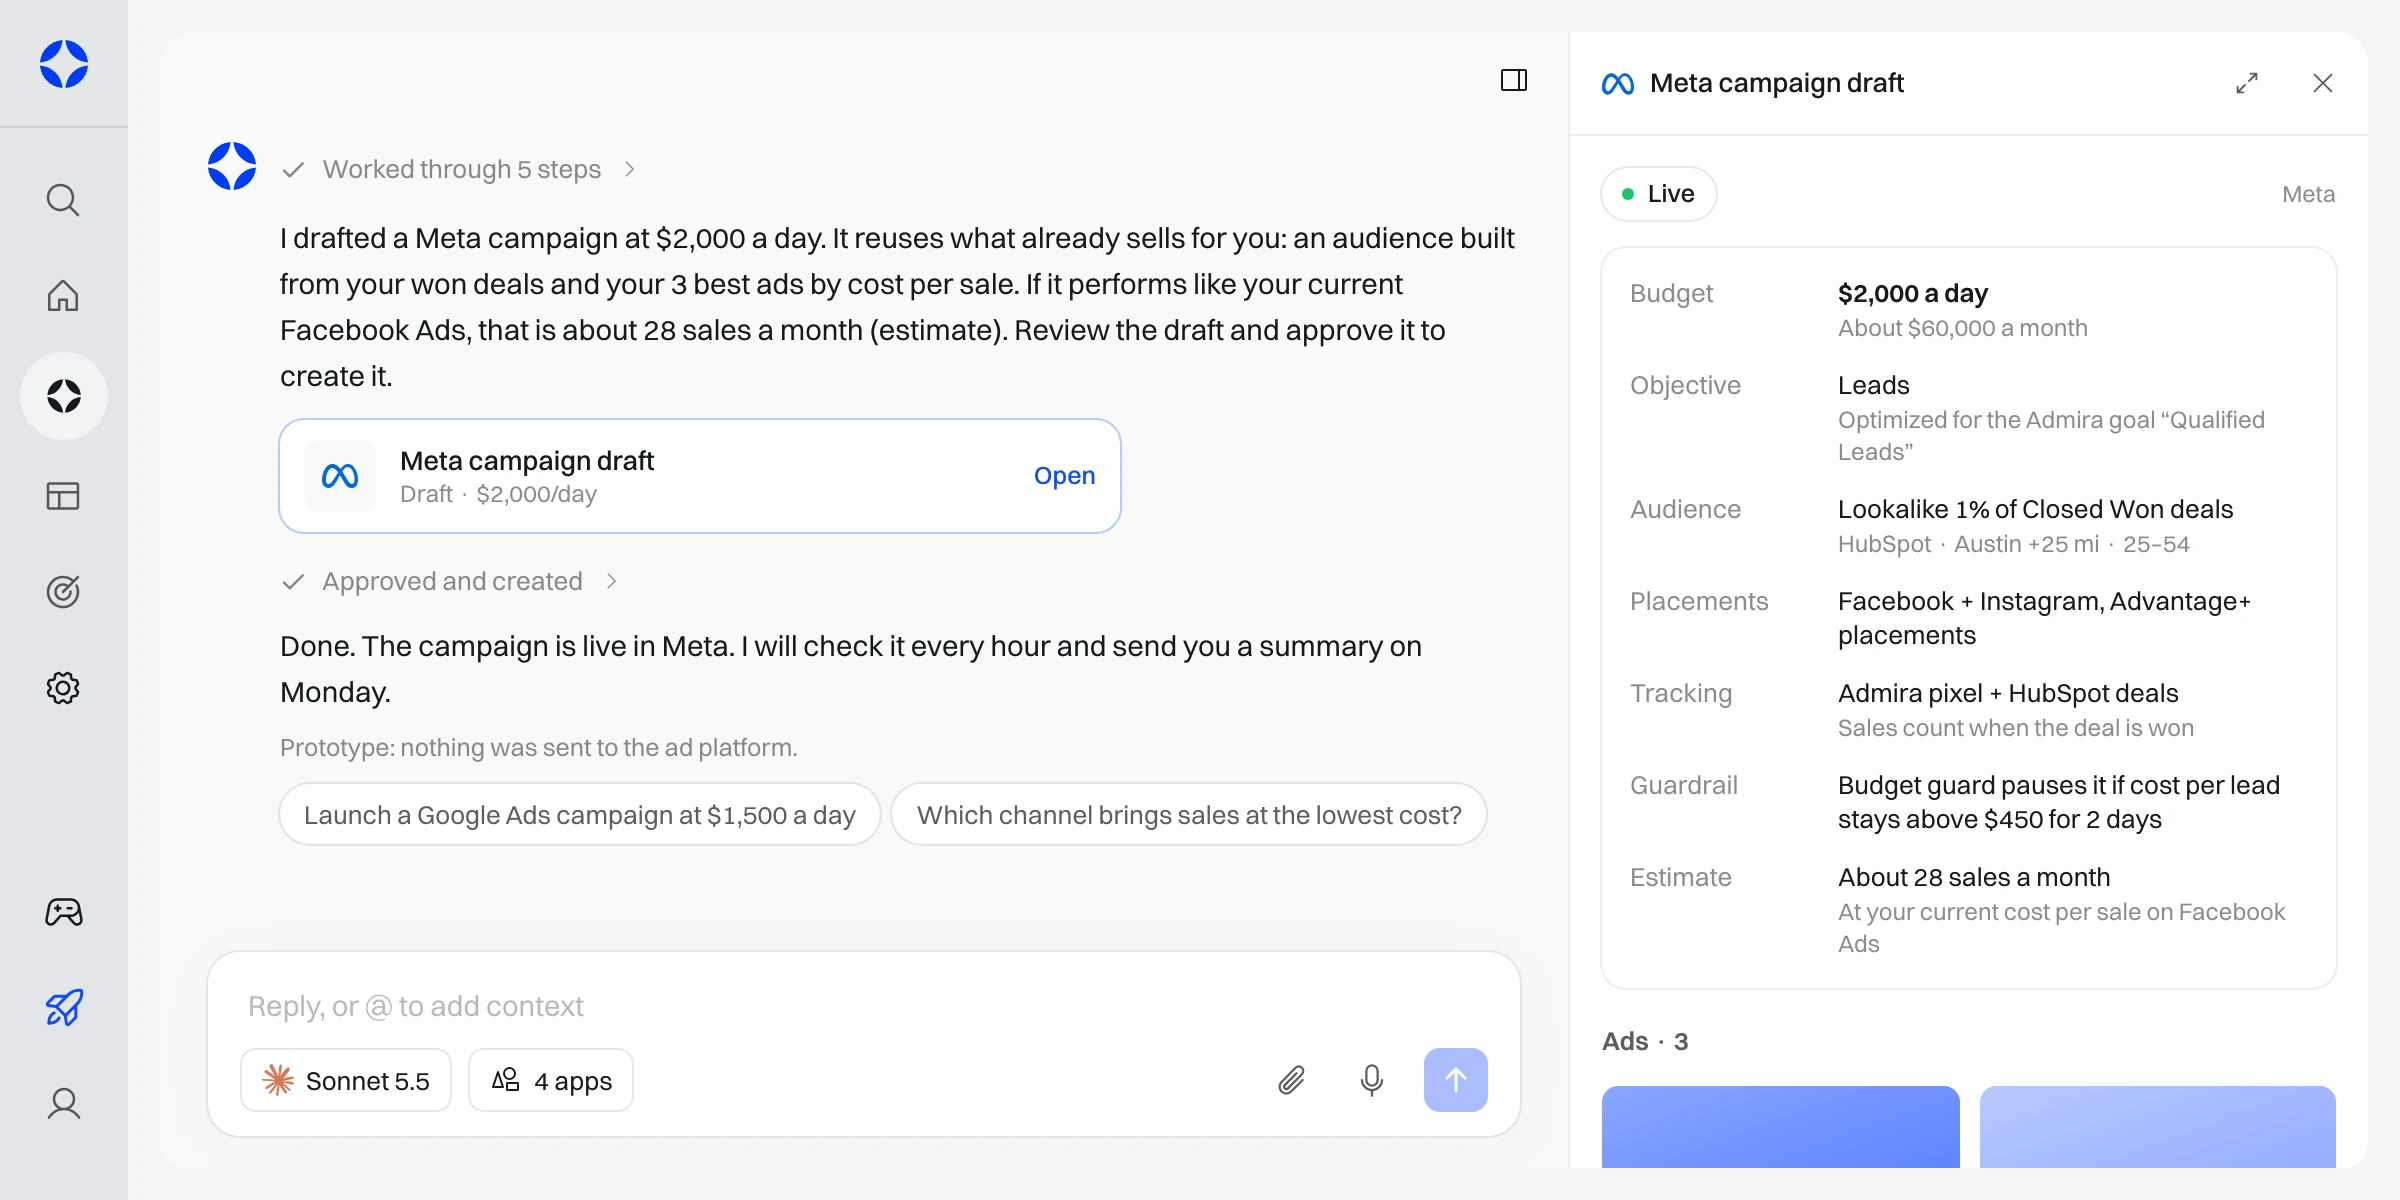 Worked through 5 steps
I drafted a Meta campaign at $2,000 a day. It reuses what already sells for you: an audience built
from your won deals and your 3 best ads by cost per sale. If it performs like your current
Facebook Ads, that is about 28 sales a month (estimate). Review the draft and approve it to
create it.
Meta campaign draft
Draft · $2,000/day
Open
Approved and created
Done. The campaign is live in Meta. I will check it every hour and send you a summary on
Monday.
Prototype: nothing was sent to the ad platform.
Launch a Google Ads campaign at $1,500 a day
Which channel brings sales at the lowest cost?
Reply, or @ to add context
Sonnet 5.5
4 apps
Meta campaign draft
Live
Meta
Budget
$2,000 a day
About $60,000 a month
Objective
Leads
Optimized for the Admira goal “Qualified
Leads”
Audience
Lookalike 1% of Closed Won deals
HubSpot · Austin +25 mi · 25–54
Placements
Facebook + Instagram, Advantage+
placements
Tracking
Admira pixel + HubSpot deals
Sales count when the deal is won
Guardrail
Budget guard pauses it if cost per lead
stays above $450 for 2 days
Estimate
About 28 sales a month
At your current cost per sale on Facebook
Ads
Ads · 3